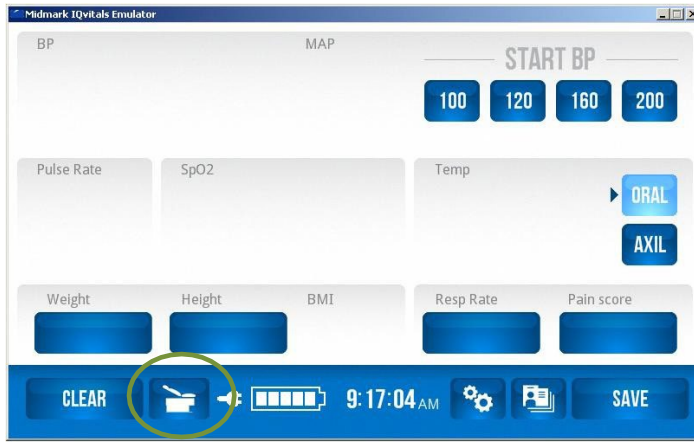 Midmark IQvitals Emulator
BP MAP START BP
100 120 160 200
Pulse Rate SpO2 Temp
ORAL
AXIL
Weight Height BMI Resp Rate Pain score
CLEAR 9:17:04 AM SAVE